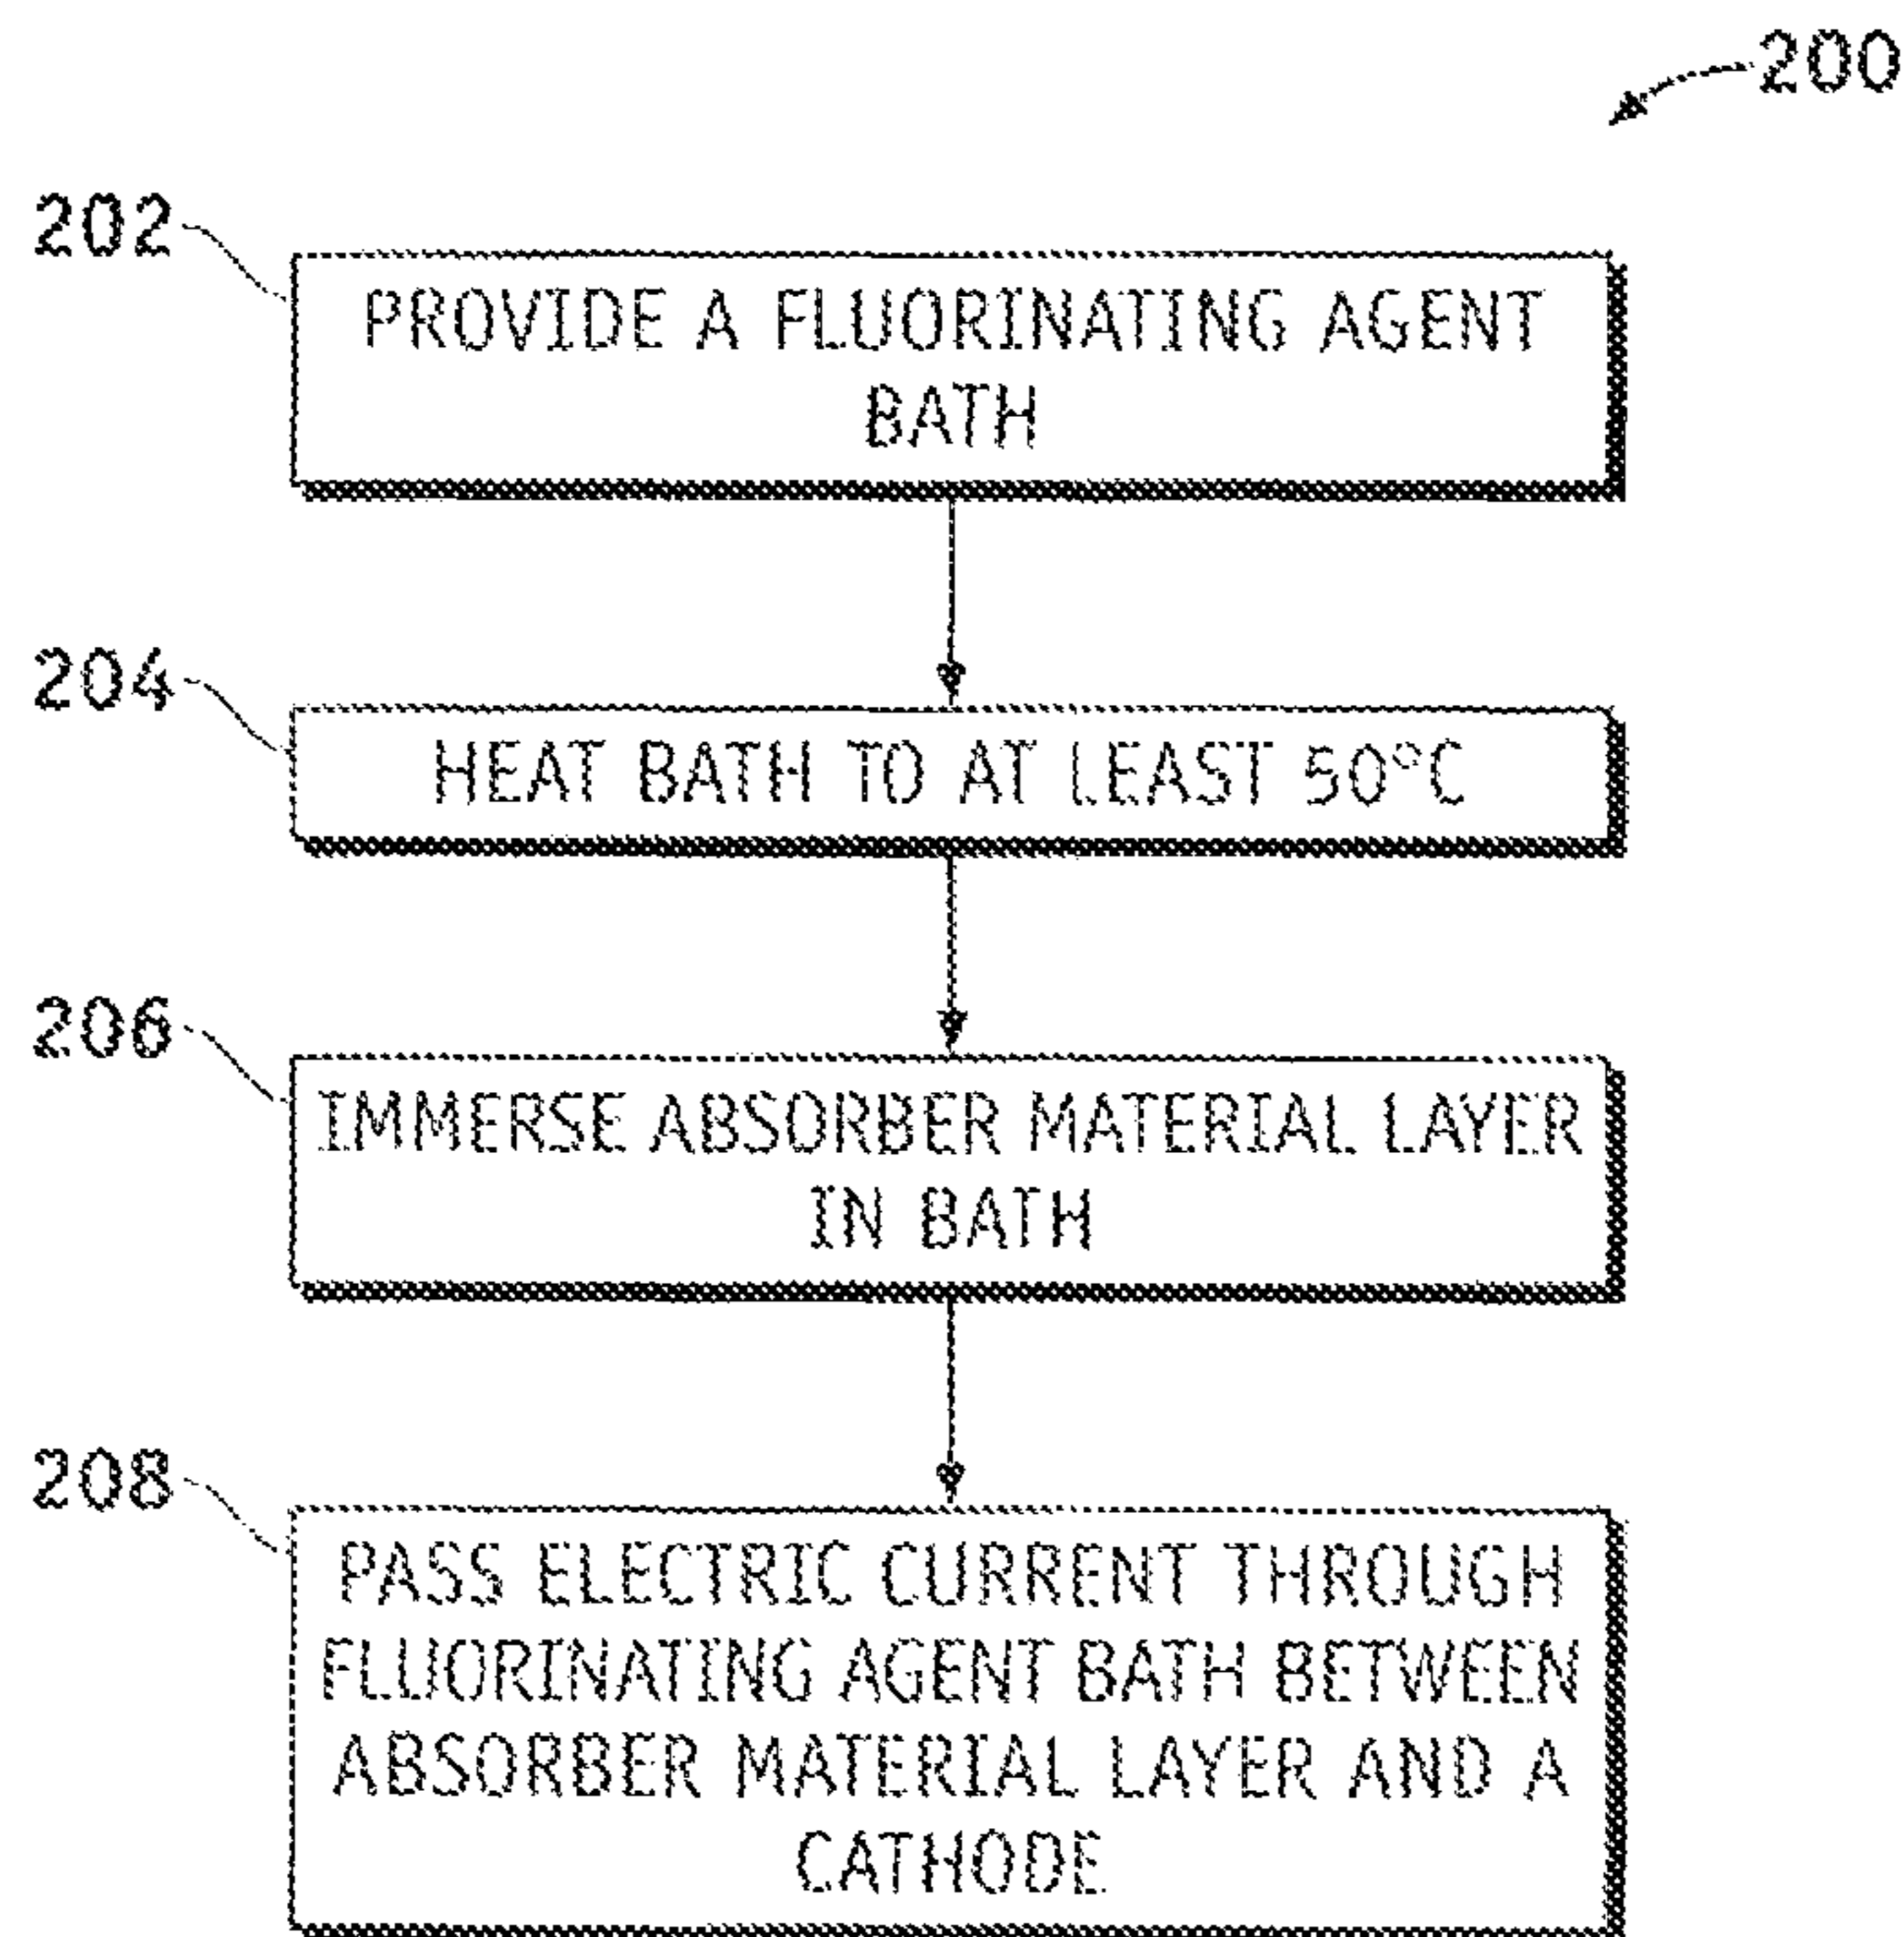 200
202
PROVIDE A FLUORINATING AGENT
BATH
204
HEAT BATH TO AT LEAST 50°C
206
IMMERSE ABSORBER MATERIAL LAYER
IN BATH
208
PASS ELECTRIC CURRENT THROUGH
FLUORINATING AGENT BATH BETWEEN
ABSORBER MATERIAL LAYER AND A
CATHODE